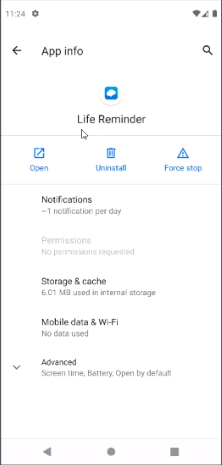 11:24
App info
Life Reminder
Open
Uninstall
Force stop
Notifications
~1 notification per day
Permissions
No permissions requested
Storage & cache
6.01 MB used in internal storage
Mobile data & Wi-Fi
No data used
Advanced
Screen time, Battery, Open by default